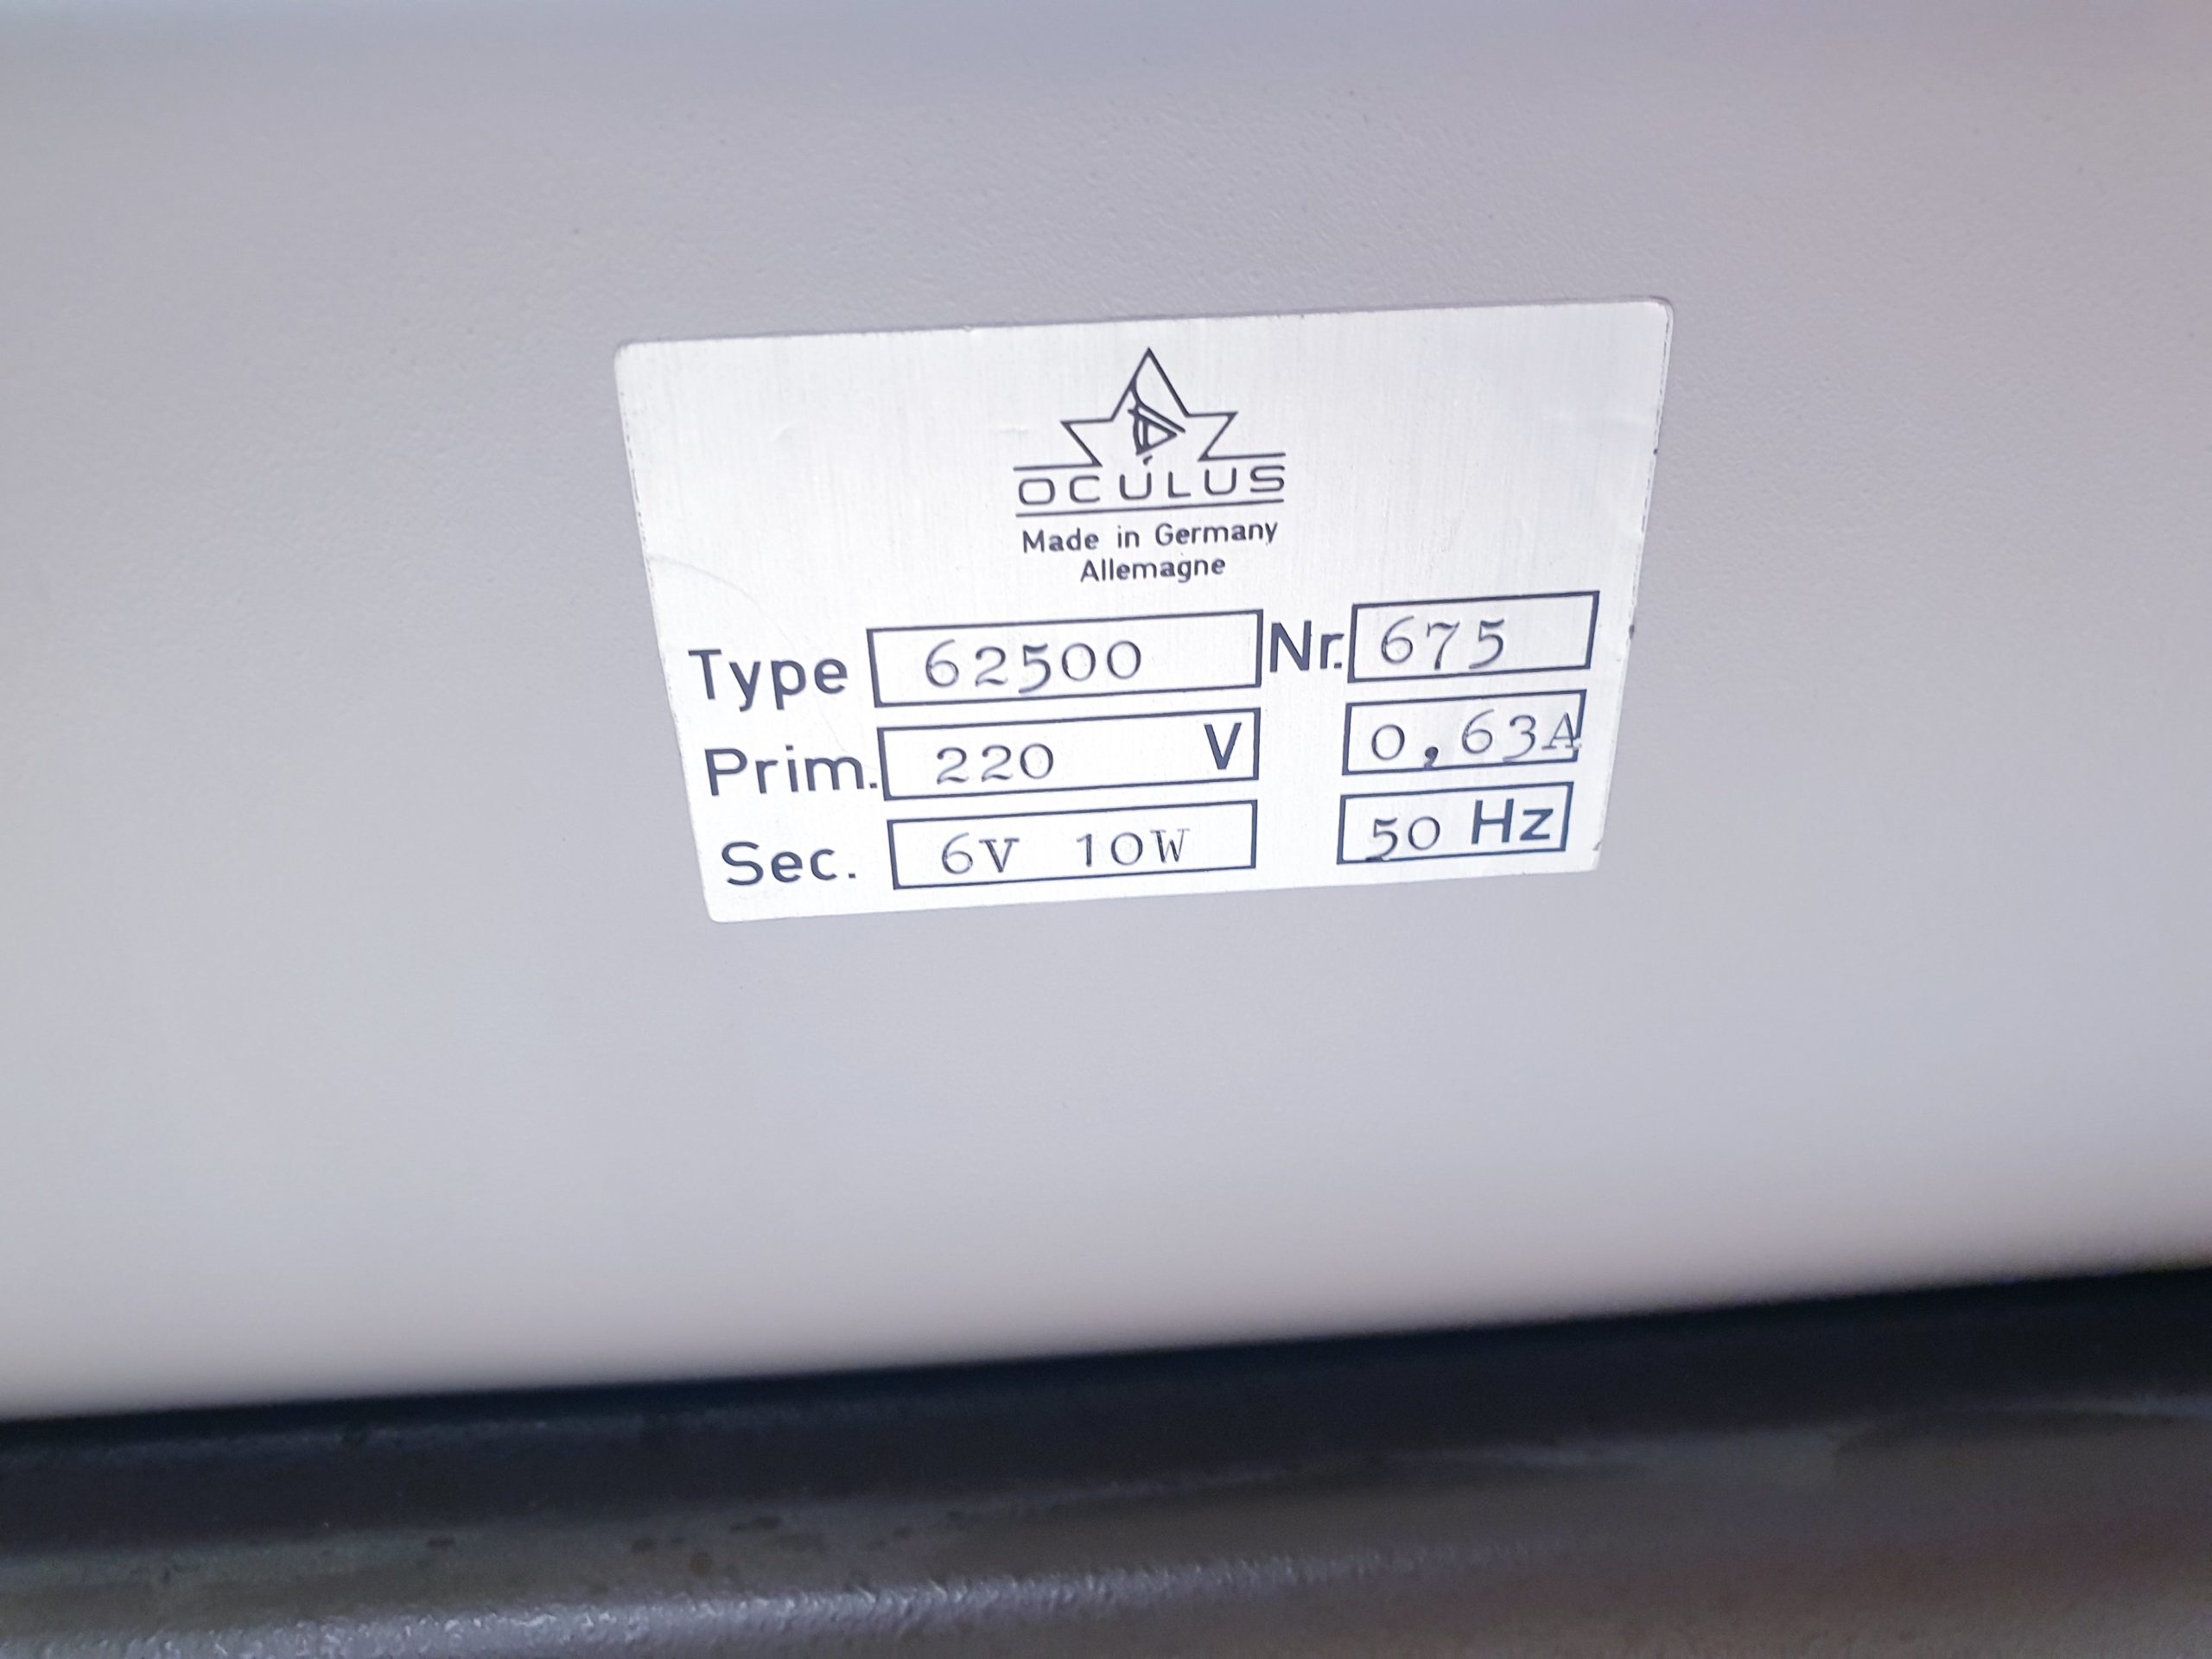 OCULUS
Made in Germany
Allemagne
Type 62500 Nr. 675
Prim. 220 V 0,63A
Sec. 6V 10W 50 Hz